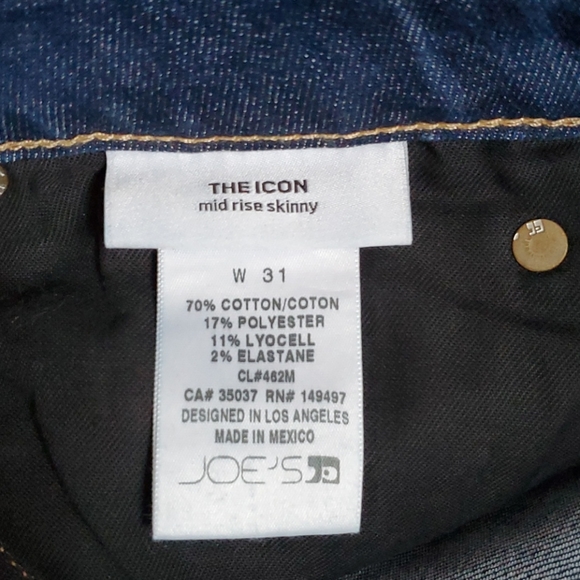 THE ICON
mid rise skinny
W 31
70% COTTON/COTON
17% POLYESTER
11% LYOCELL
2% ELASTANE
CL#462M
CA# 35037 RN# 149497
DESIGNED IN LOS ANGELES
MADE IN MEXICO
JOE'S